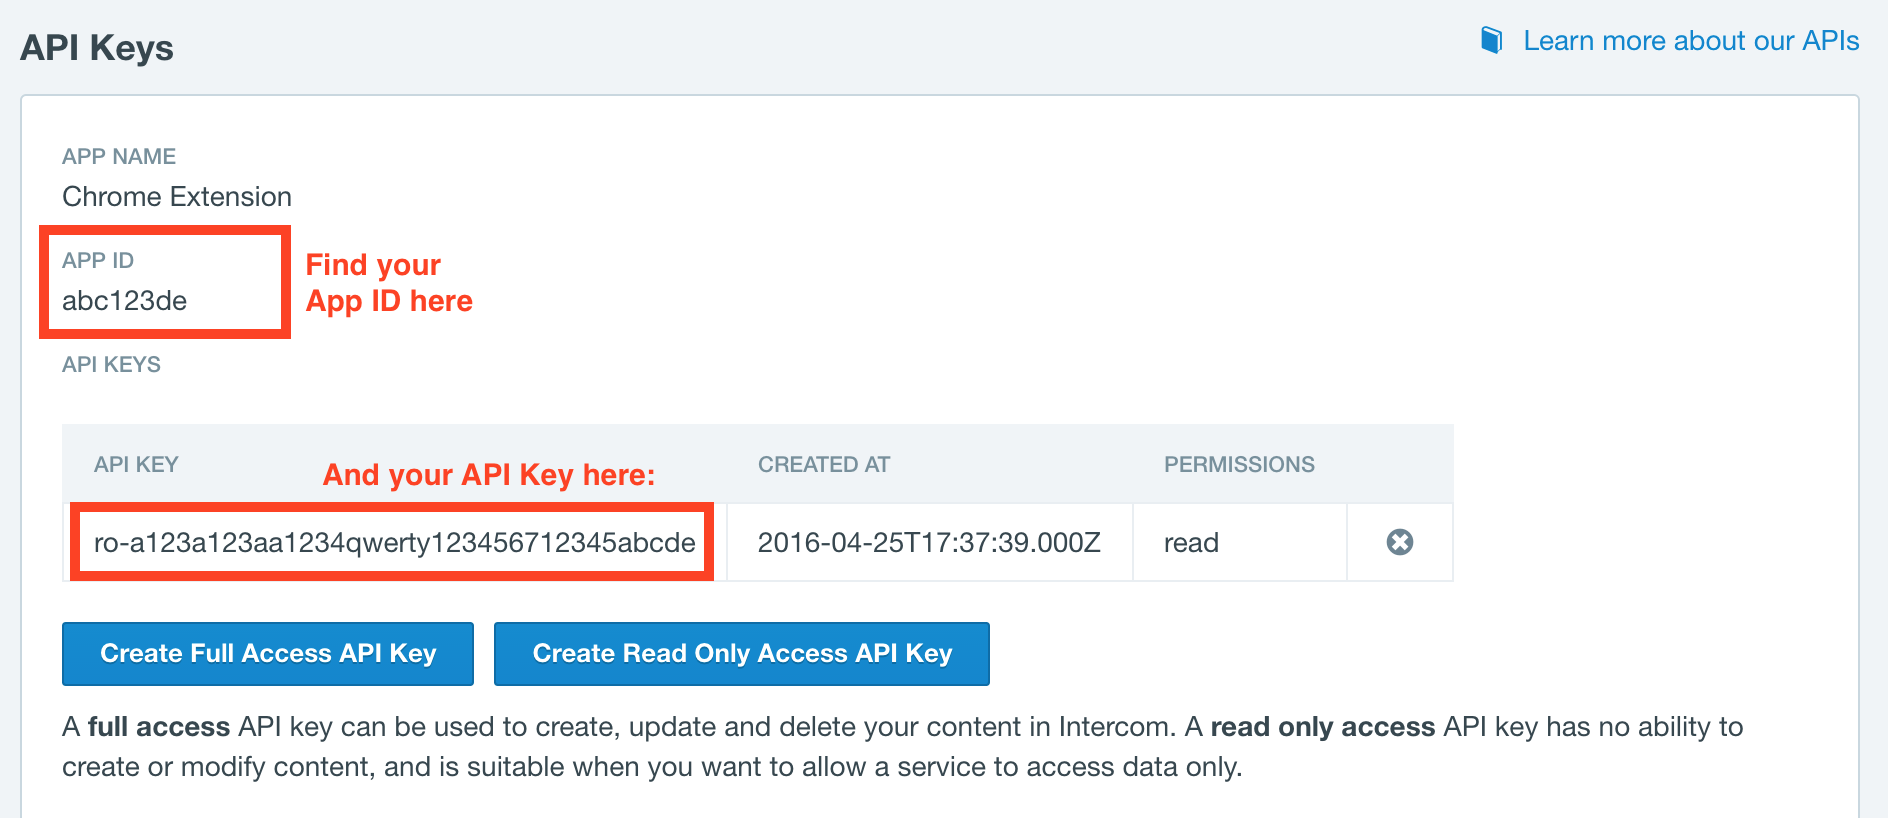 API Keys
Learn more about our APIs
APP NAME
Chrome Extension
APP ID
abc123de
Find your
App ID here
API KEYS
API KEY
And your API Key here:
CREATED AT
PERMISSIONS
ro-a123a123aa1234qwerty123456712345abcde
2016-04-25T17:37:39.000Z
read
Create Full Access API Key
Create Read Only Access API Key
A full access API key can be used to create, update and delete your content in Intercom. A read only access API key has no ability to
create or modify content, and is suitable when you want to allow a service to access data only.